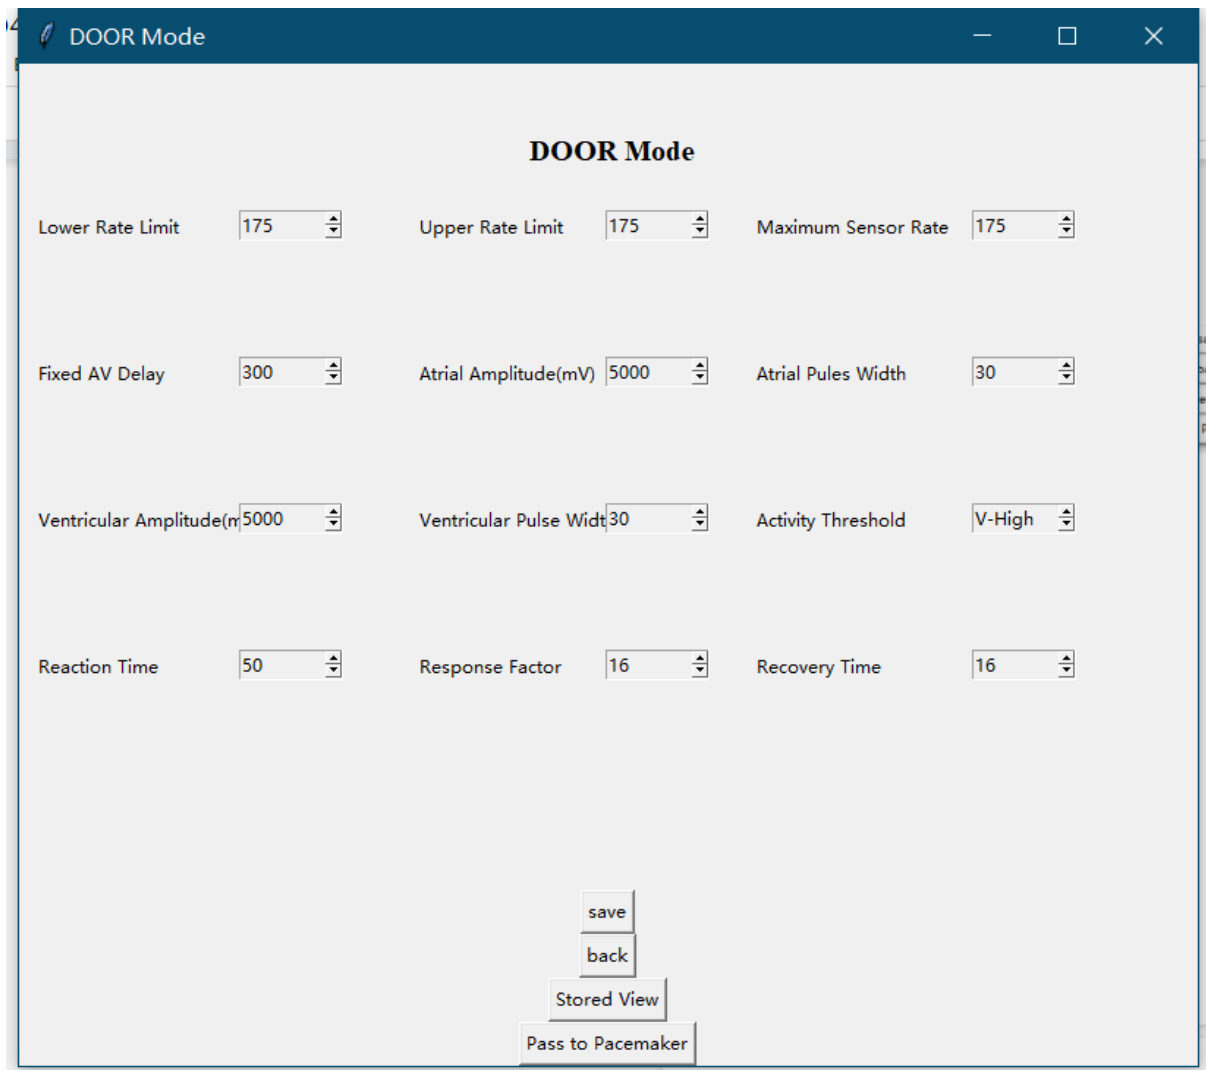 DOOR Mode
DOOR Mode
Lower Rate Limit 175 Upper Rate Limit 175 Maximum Sensor Rate 175
Fixed AV Delay 300 Atrial Amplitude(mV) 5000 Atrial Pules Width 30
Ventricular Amplitude(m 5000 Ventricular Pulse Widt 30 Activity Threshold V-High
Reaction Time 50 Response Factor 16 Recovery Time 16
save
back
Stored View
Pass to Pacemaker